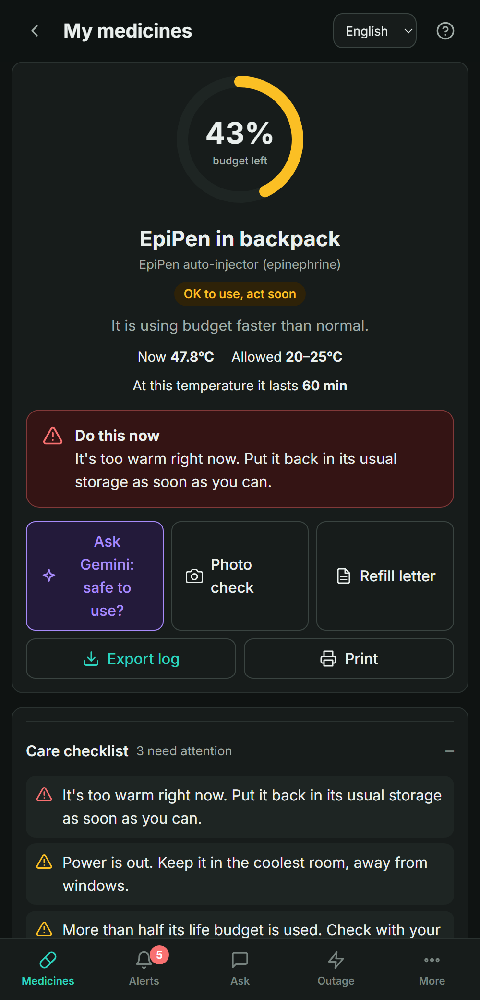 My medicines
English
43%
budget left
EpiPen in backpack
EpiPen auto-injector (epinephrine)
OK to use, act soon
It is using budget faster than normal.
Now 47.8°C Allowed 20–25°C
At this temperature it lasts 60 min
Do this now
It's too warm right now. Put it back in its usual
storage as soon as you can.
Ask
Gemini:
safe to
use?
Photo
check
Refill letter
Export log
Print
Care checklist 3 need attention
It's too warm right now. Put it back in its usual storage
as soon as you can.
Power is out. Keep it in the coolest room, away from
windows.
More than half its life budget is used. Check with your
5
Medicines
Alerts
Ask
Outage
More